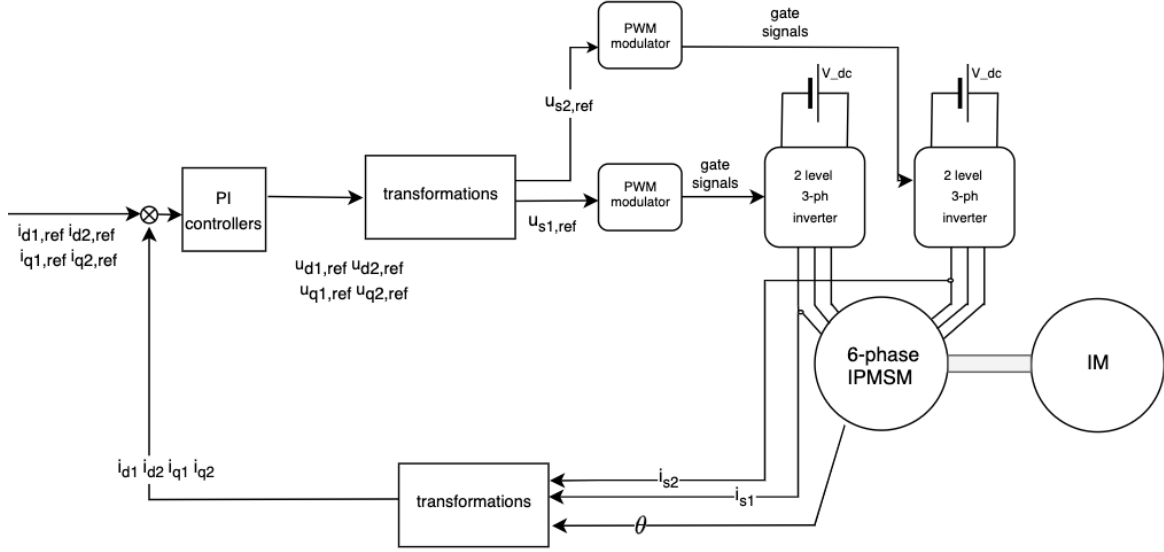 PWM
modulator
gate
signals
V_dc
V_dc
u_s2,ref
PI
controllers
transformations
PWM
modulator
gate
signals
2 level
3-ph
inverter
2 level
3-ph
inverter
u_s1,ref
i_d1,ref i_d2,ref
i_q1,ref i_q2,ref
u_d1,ref u_d2,ref
u_q1,ref u_q2,ref
6-phase
IPMSM
IM
i_d1 i_d2 i_q1 i_q2
transformations
i_s2
i_s1
θ